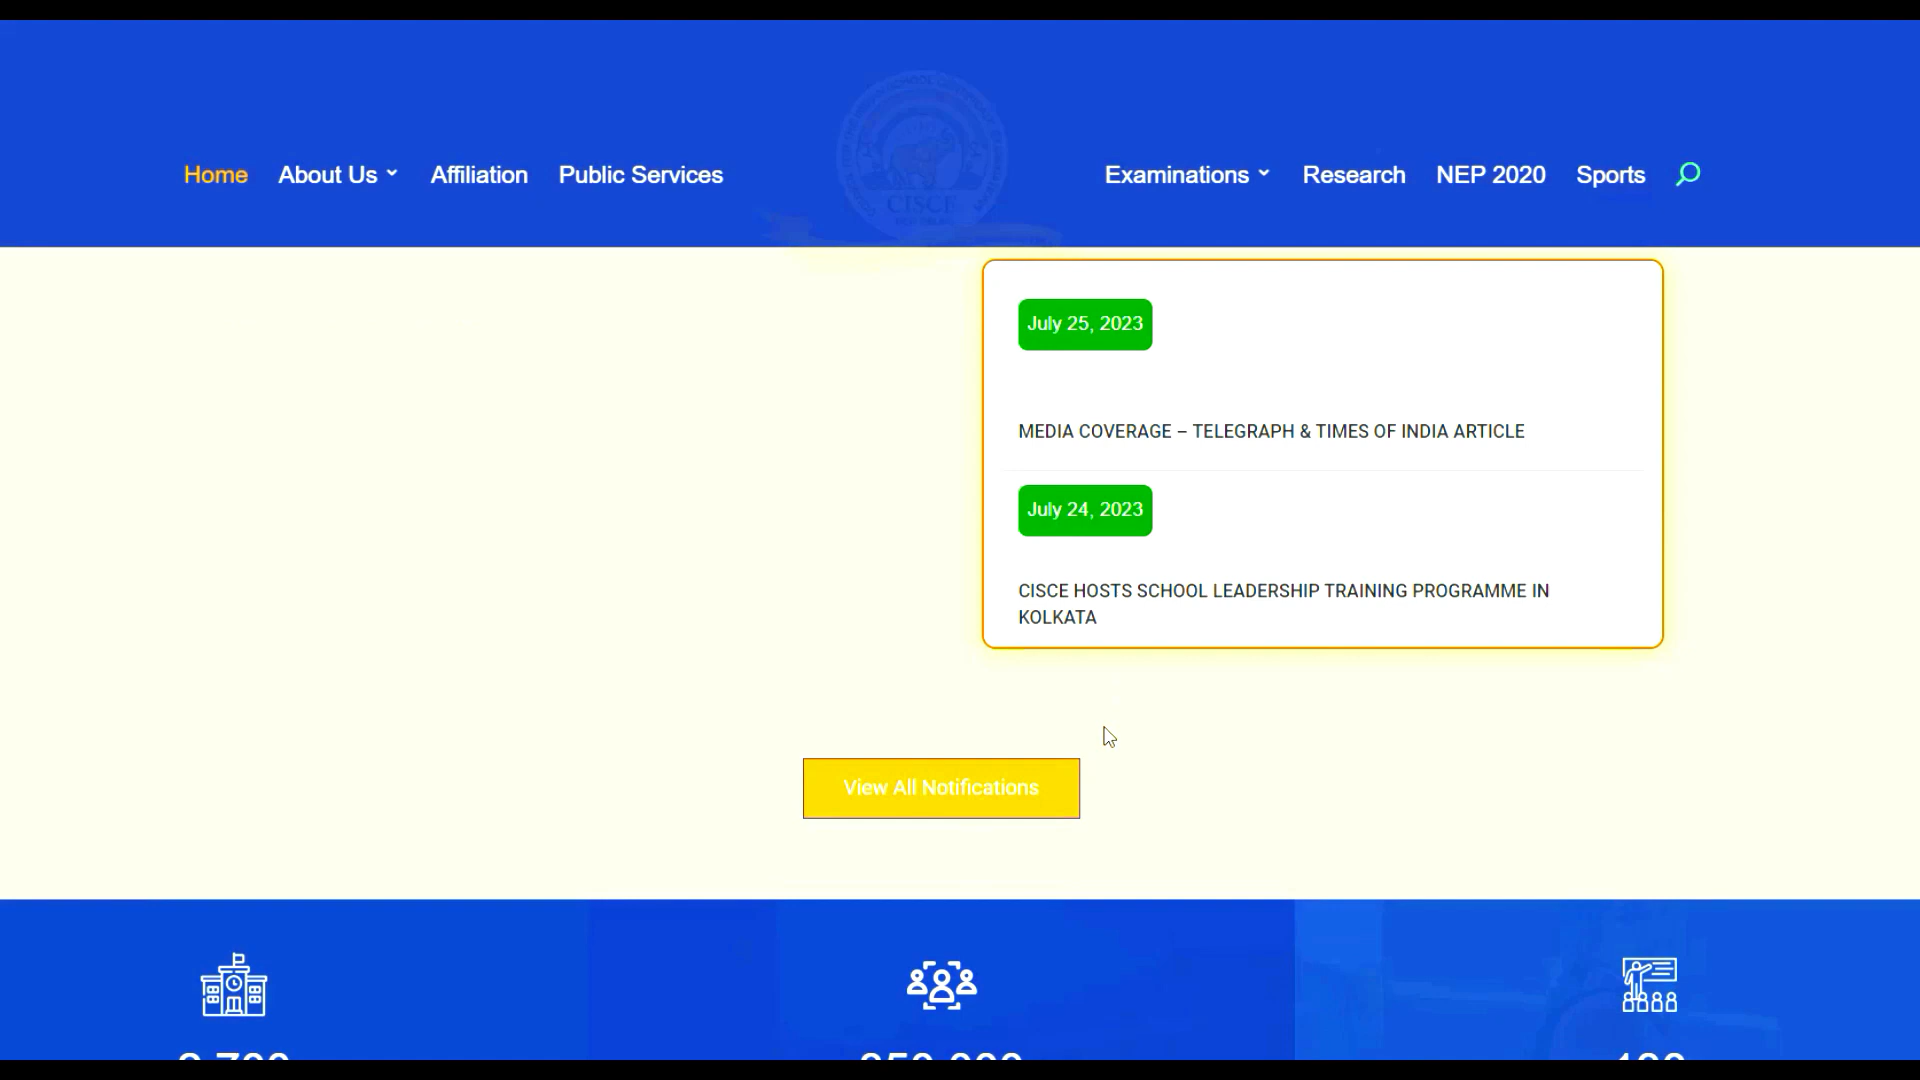 Home About Us Affiliation Public Services
CISCE
Examinations Research NEP 2020 Sports
July 25, 2023
MEDIA COVERAGE – TELEGRAPH & TIMES OF INDIA ARTICLE
July 24, 2023
CISCE HOSTS SCHOOL LEADERSHIP TRAINING PROGRAMME IN
KOLKATA
View All Notifications